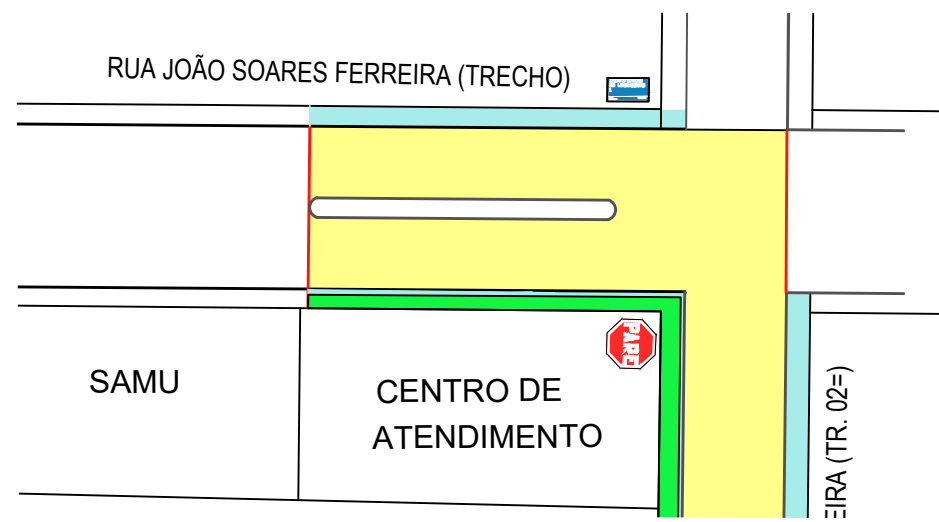 RUA JOÃO SOARES FERREIRA (TRECHO)
SAMU
CENTRO DE
ATENDIMENTO
PARE
EIRA (TR. 02=)